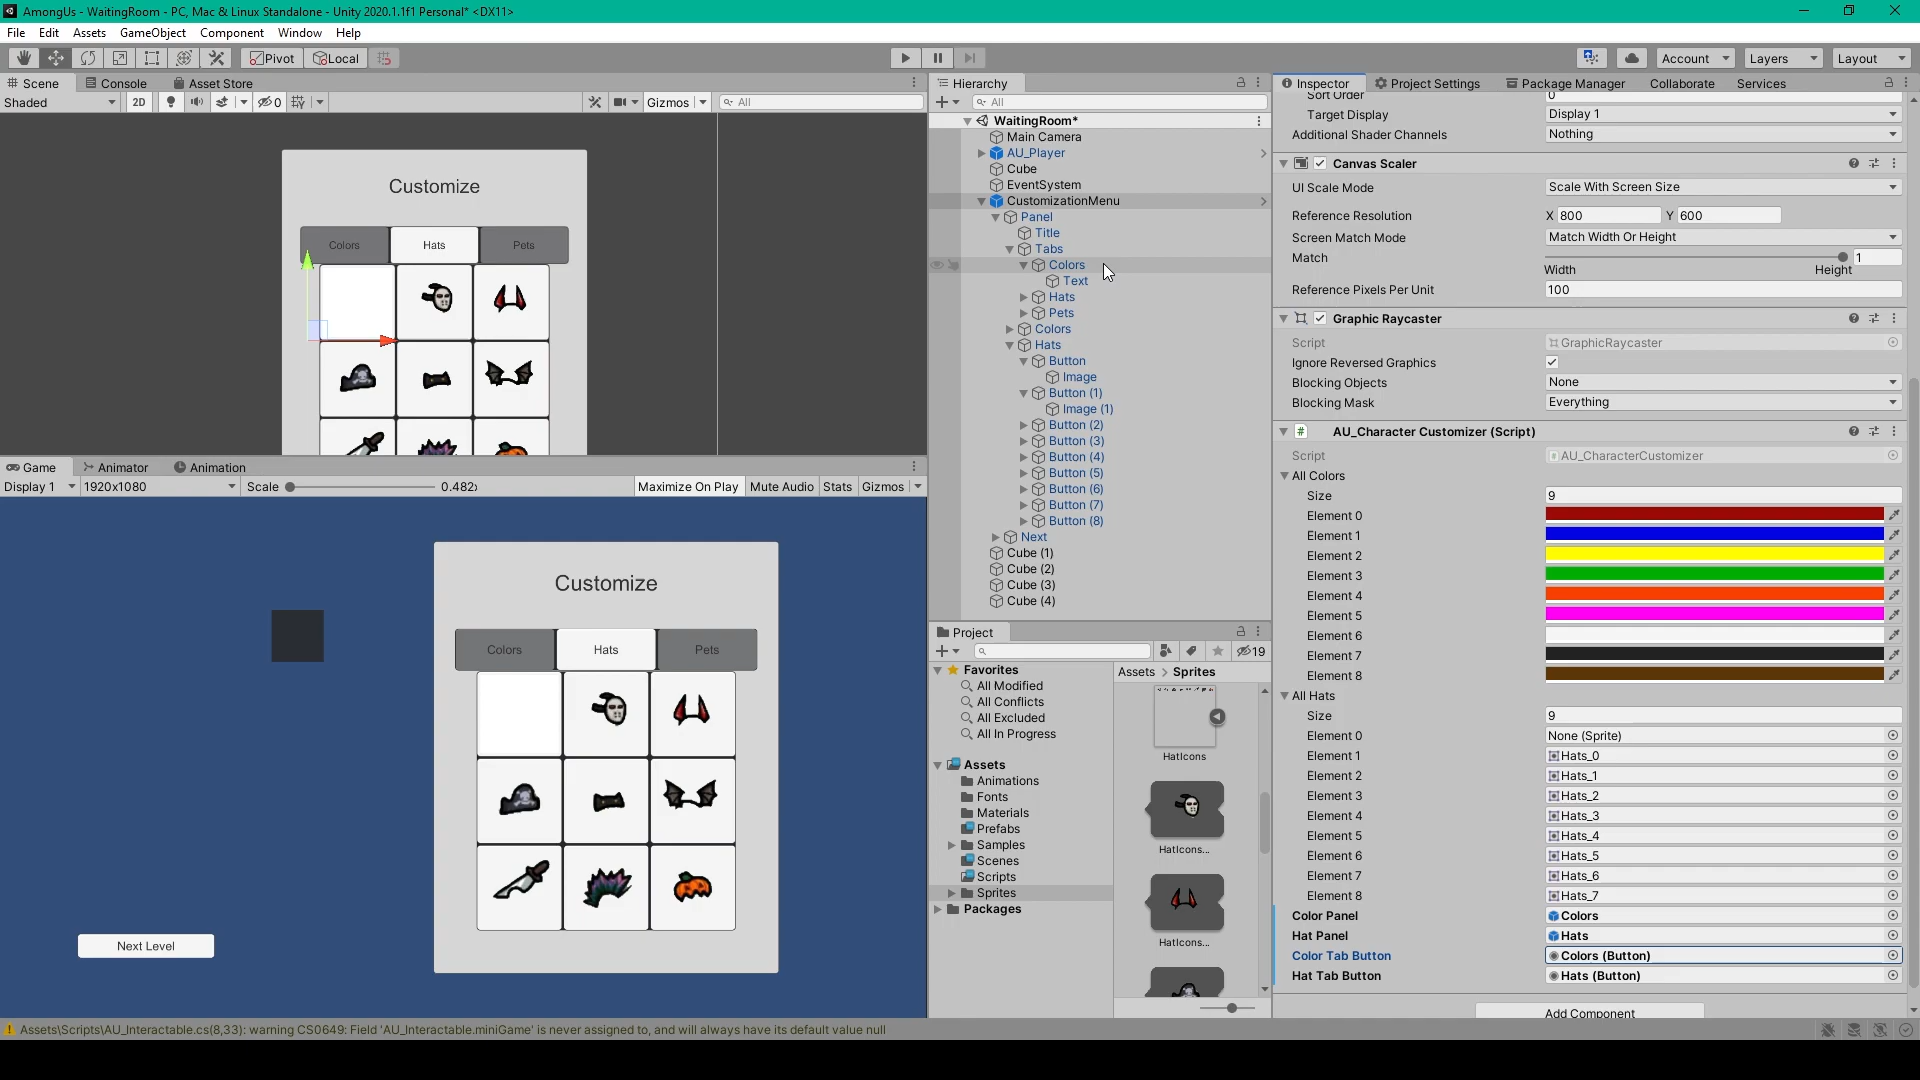 AmongUs - WaitingRoom - PC, Mac & Linux Standalone - Unity 2020.1.1f1 Personal* <DX11>
File Edit Assets GameObject Component Window Help
Pivot Local Account Layers Layout
Scene Console Asset Store
Shaded 2D 0 Gizmos All
Customize
Colors Hats Pets
Game Animator Animation
Display 1 1920x1080 Scale 0.482x Maximize On Play Mute Audio Stats Gizmos
Customize
Colors Hats Pets
Next Level
Hierarchy
All
WaitingRoom*
Main Camera
AU_Player
Cube
EventSystem
CustomizationMenu
Panel
Title
Tabs
Colors
Text
Hats
Pets
Colors
Hats
Button
Image
Button (1)
Image (1)
Button (2)
Button (3)
Button (4)
Button (5)
Button (6)
Button (7)
Button (8)
Next
Cube (1)
Cube (2)
Cube (3)
Cube (4)
Project
19
Favorites
All Modified
All Conflicts
All Excluded
All In Progress
Assets
Animations
Fonts
Materials
Prefabs
Samples
Scenes
Scripts
Sprites
Packages
Assets > Sprites
HatIcons
HatIcons...
HatIcons...
Inspector Project Settings Package Manager Collaborate Services
Sort Order 0
Target Display Display 1
Additional Shader Channels Nothing
Canvas Scaler
UI Scale Mode Scale With Screen Size
Reference Resolution X 800 Y 600
Screen Match Mode Match Width Or Height
Match 1
Width Height
Reference Pixels Per Unit 100
Graphic Raycaster
Script GraphicRaycaster
Ignore Reversed Graphics
Blocking Objects None
Blocking Mask Everything
# AU_Character Customizer (Script)
Script AU_CharacterCustomizer
All Colors
Size 9
Element 0
Element 1
Element 2
Element 3
Element 4
Element 5
Element 6
Element 7
Element 8
All Hats
Size 9
Element 0 None (Sprite)
Element 1 Hats_0
Element 2 Hats_1
Element 3 Hats_2
Element 4 Hats_3
Element 5 Hats_4
Element 6 Hats_5
Element 7 Hats_6
Element 8 Hats_7
Color Panel Colors
Hat Panel Hats
Color Tab Button Colors (Button)
Hat Tab Button Hats (Button)
Add Component
Assets\Scripts\AU_Interactable.cs(8,33): warning CS0649: Field 'AU_Interactable.miniGame' is never assigned to, and will always have its default value null